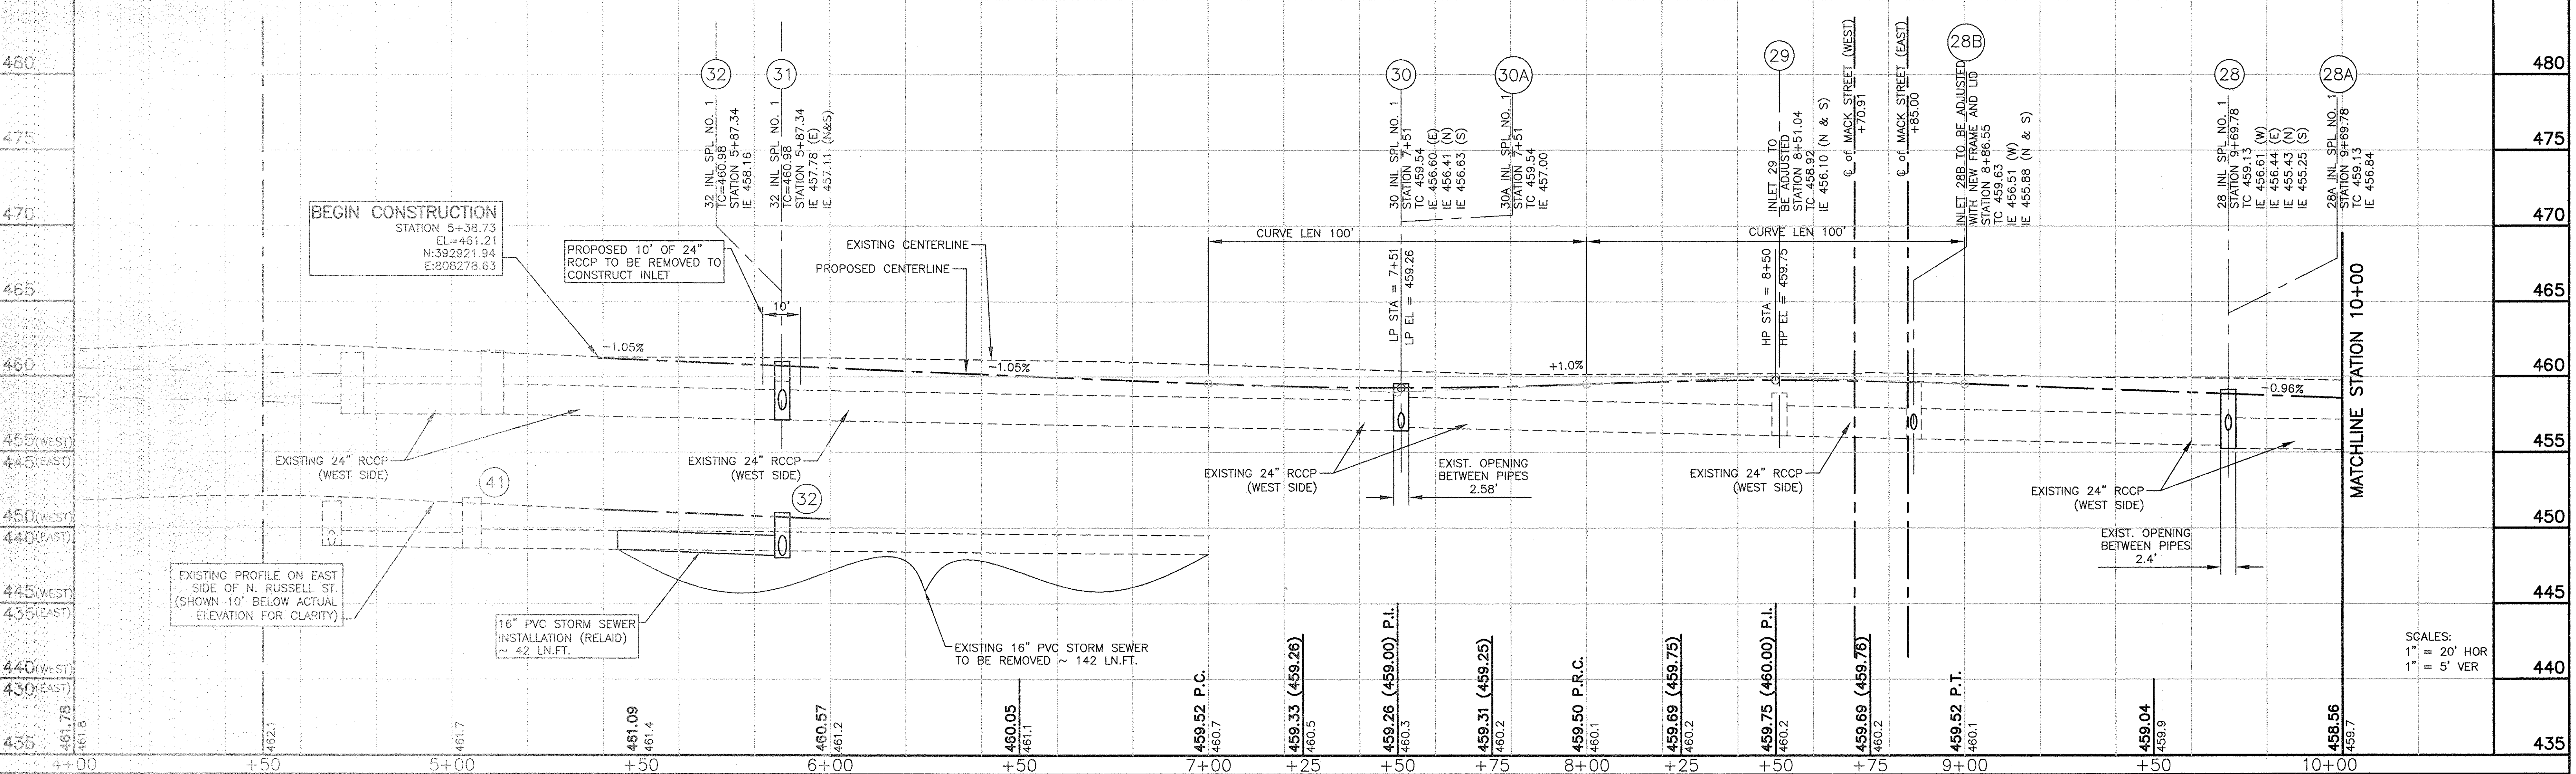 480
475
470
465
460
455(WEST)
445(EAST)
450(WEST)
440(EAST)
445(WEST)
435(EAST)
440(WEST)
430(EAST)
435
BEGIN CONSTRUCTION
STATION 5+38.73
EL=461.21
N:392921.94
E:808278.63
32
32 INL SPL NO. 1
TC=460.98
STATION 5+87.34
IE 458.16
31
32 INL SPL NO. 1
TC=460.98
STATION 5+87.34
IE 457.78 (E)
IE 457.11 (N&S)
PROPOSED 10' OF 24"
RCCP TO BE REMOVED TO
CONSTRUCT INLET
10'
EXISTING CENTERLINE
PROPOSED CENTERLINE
-1.05%
-1.05%
EXISTING 24" RCCP
(WEST SIDE)
EXISTING 24" RCCP
(WEST SIDE)
41
32
EXISTING PROFILE ON EAST
SIDE OF N. RUSSELL ST.
(SHOWN 10' BELOW ACTUAL
ELEVATION FOR CLARITY)
16" PVC STORM SEWER
INSTALLATION (RELAID)
~ 42 LN.FT.
EXISTING 16" PVC STORM SEWER
TO BE REMOVED ~ 142 LN.FT.
30
30 INL SPL NO. 1
STATION 7+51
TC 459.54
IE 456.60 (E)
IE 456.41 (N)
IE 456.63 (S)
30A
30A INL SPL NO. 1
STATION 7+51
TC 459.54
IE 457.00
CURVE LEN 100'
LP STA = 7+51
LP EL = 459.26
+1.0%
EXISTING 24" RCCP
(WEST SIDE)
EXIST. OPENING
BETWEEN PIPES
2.58'
29
INLET 29 TO
BE ADJUSTED
STATION 8+51.04
TC 458.92
IE 456.10 (N & S)
CURVE LEN 100'
HP STA = 8+50
HP EL = 459.75
℄ of MACK STREET (WEST)
+70.91
℄ of MACK STREET (EAST)
+85.00
28B
INLET 28B TO BE ADJUSTED
WITH NEW FRAME AND LID
STATION 8+86.55
TC 459.63
IE 456.51 (W)
IE 455.88 (N & S)
EXISTING 24" RCCP
(WEST SIDE)
28
28 INL SPL NO. 1
STATION 9+69.78
TC 459.13
IE 456.61 (W)
IE 456.44 (E)
IE 455.43 (N)
IE 455.25 (S)
28A
28A INL SPL NO. 1
STATION 9+69.78
TC 459.13
IE 456.84
-0.96%
EXISTING 24" RCCP
(WEST SIDE)
EXIST. OPENING
BETWEEN PIPES
2.4'
MATCHLINE STATION 10+00
480
475
470
465
460
455
450
445
440
435
SCALES:
1" = 20' HOR
1" = 5' VER
461.78
461.8
462.1
461.7
461.09
461.4
460.57
461.2
460.05
461.1
459.52 P.C.
460.7
459.33 (459.26)
460.5
459.26 (459.00) P.I.
460.3
459.31 (459.25)
460.2
459.50 P.R.C.
460.1
459.69 (459.75)
460.2
459.75 (460.00) P.I.
460.2
459.69 (459.76)
460.2
459.52 P.T.
460.1
459.04
459.9
458.56
459.7
4+00
+50
5+00
+50
6+00
+50
7+00
+25
+50
+75
8+00
+25
+50
+75
9+00
+50
10+00